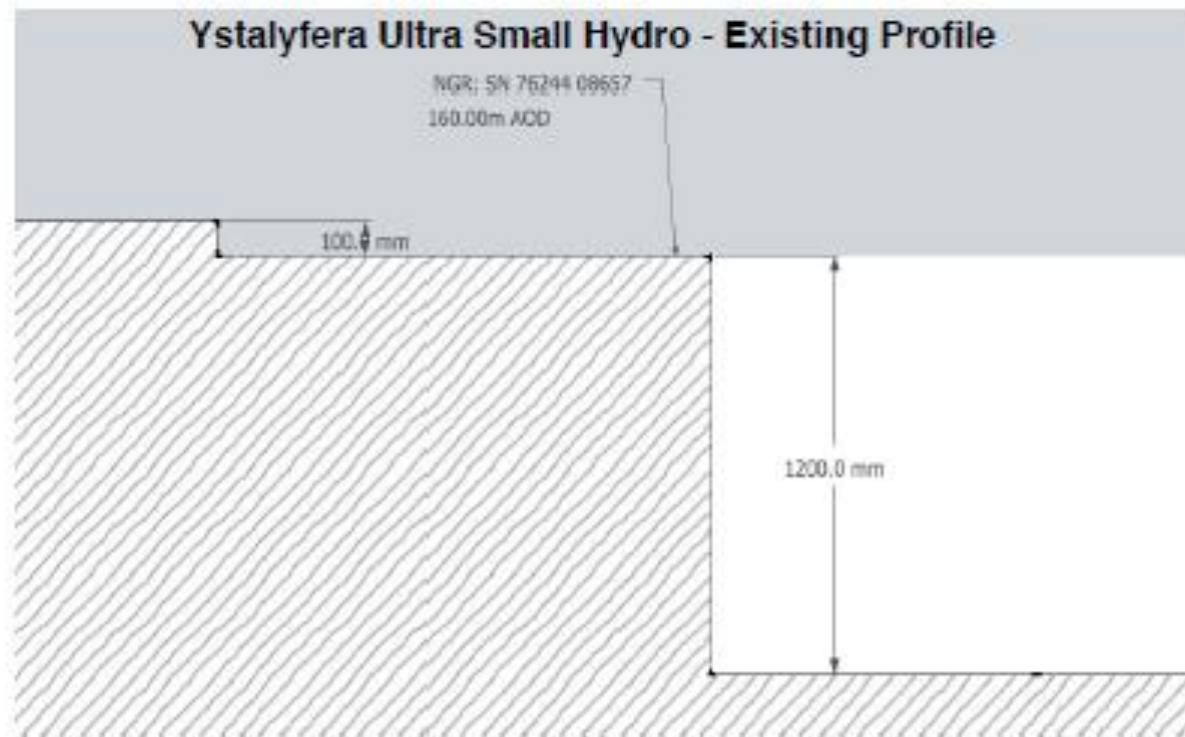 Ystalyfera Ultra Small Hydro - Existing Profile
NGR: SN 76244 08657
160.00m AOD
100.0 mm
1200.0 mm